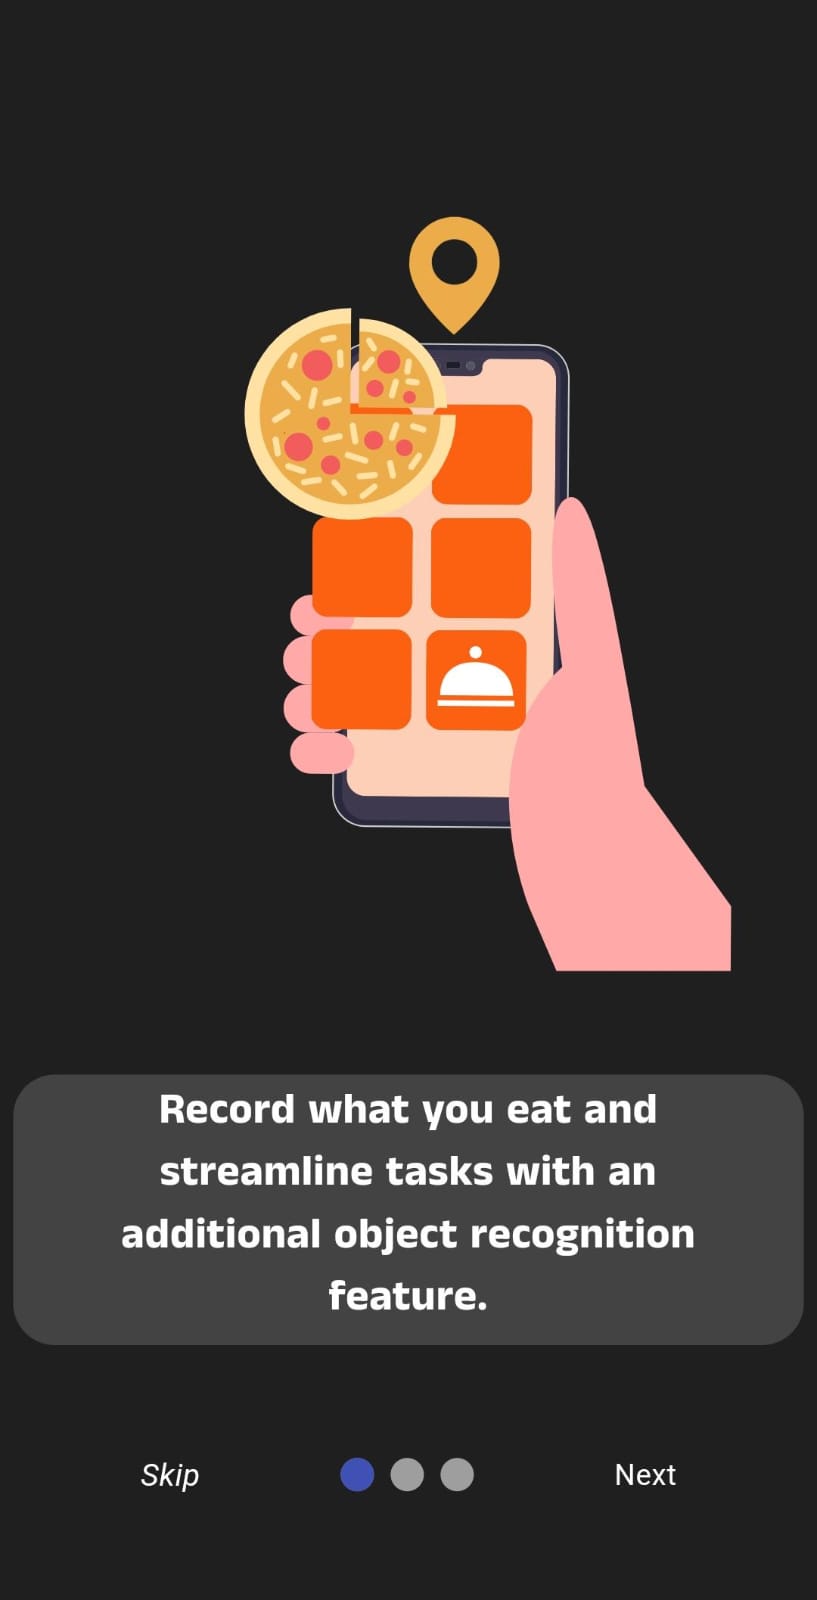 Record what you eat and
streamline tasks with an
additional object recognition
feature.
Skip
Next